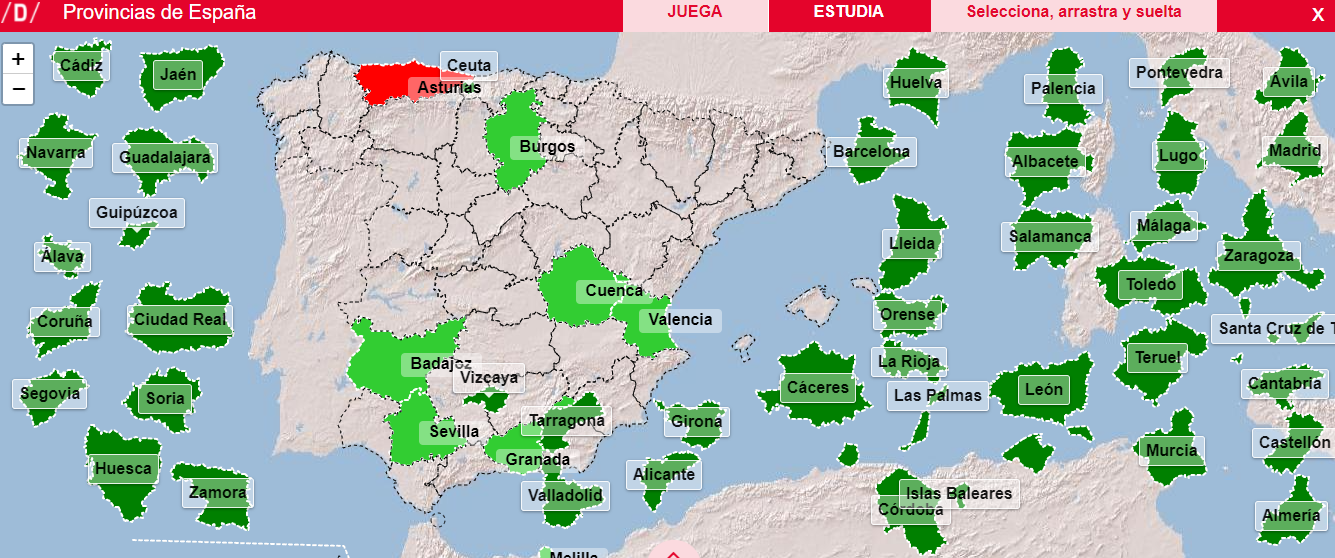 /D/ Provincias de España
JUEGA
ESTUDIA
Selecciona, arrastra y suelta
X
+
−
Cádiz
Jaén
Ceuta
Asturias
Huelva
Palencia
Pontevedra
Ávila
Navarra
Guadalajara
Burgos
Barcelona
Albacete
Lugo
Madrid
Guipúzcoa
Álava
Lleida
Salamanca
Málaga
Zaragoza
Cuenca
Toledo
Coruña
Ciudad Real
Valencia
Orense
Santa Cruz de T
Badajoz
Vizcaya
La Rioja
Teruel
Segovia
Soria
Cáceres
Las Palmas
León
Cantabria
Sevilla
Tarragona
Girona
Granada
Murcia
Castellón
Huesca
Zamora
Valladolid
Alicante
Islas Baleares
Córdoba
Almería
Melilla